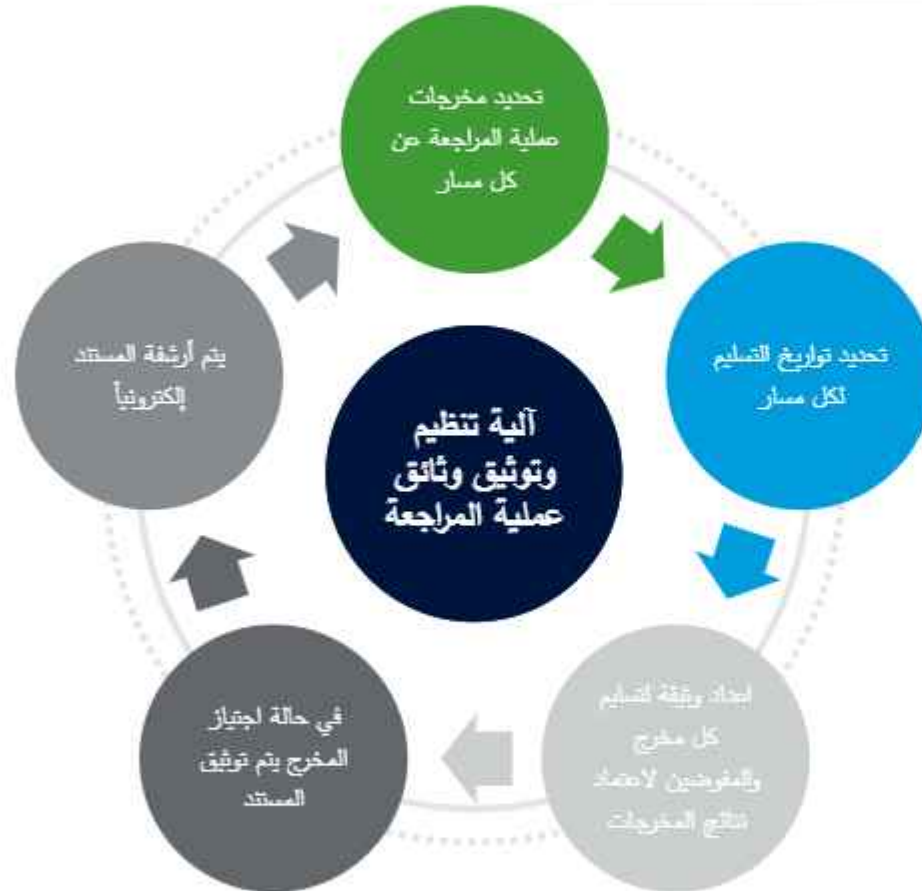 تحديد مخرجات
عملية المراجعة عن
كل مسار
تحديد تواريخ التسليم
لكل مسار
اعداد وثيقة لتسليم
كل مخرج
والمفوضين لاعتماد
نتائج المخرجات
في حالة اجتياز
المخرج يتم توثيق
المستند
يتم أرشفة المستند
إلكترونياً
آلية تنظيم
وتوثيق وثائق
عملية المراجعة